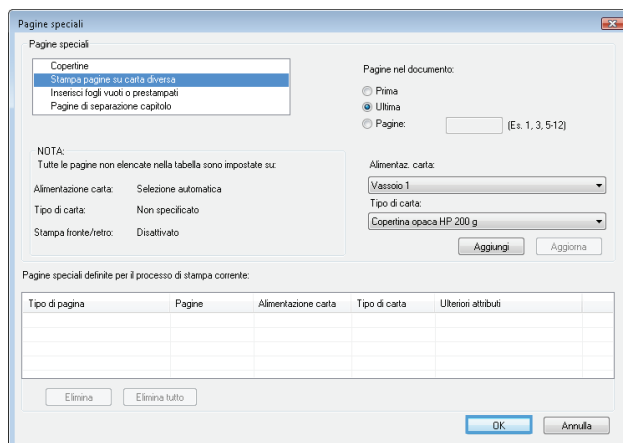 Pagine speciali
Pagine speciali
Copertine
Stampa pagine su carta diversa
Inserisci fogli vuoti o prestampati
Pagine di separazione capitolo
Pagine nel documento:
Prima
Ultima
Pagine: (Es. 1, 3, 5-12)
NOTA:
Tutte le pagine non elencate nella tabella sono impostate su:
Alimentazione carta: Selezione automatica
Tipo di carta: Non specificato
Stampa fronte/retro: Disattivato
Alimentaz. carta:
Vassoio 1
Tipo di carta:
Copertina opaca HP 200 g
Aggiungi Aggiorna
Pagine speciali definite per il processo di stampa corrente:
Tipo di pagina Pagine Alimentazione carta Tipo di carta Ulteriori attributi
Elimina Elimina tutto
OK Annulla